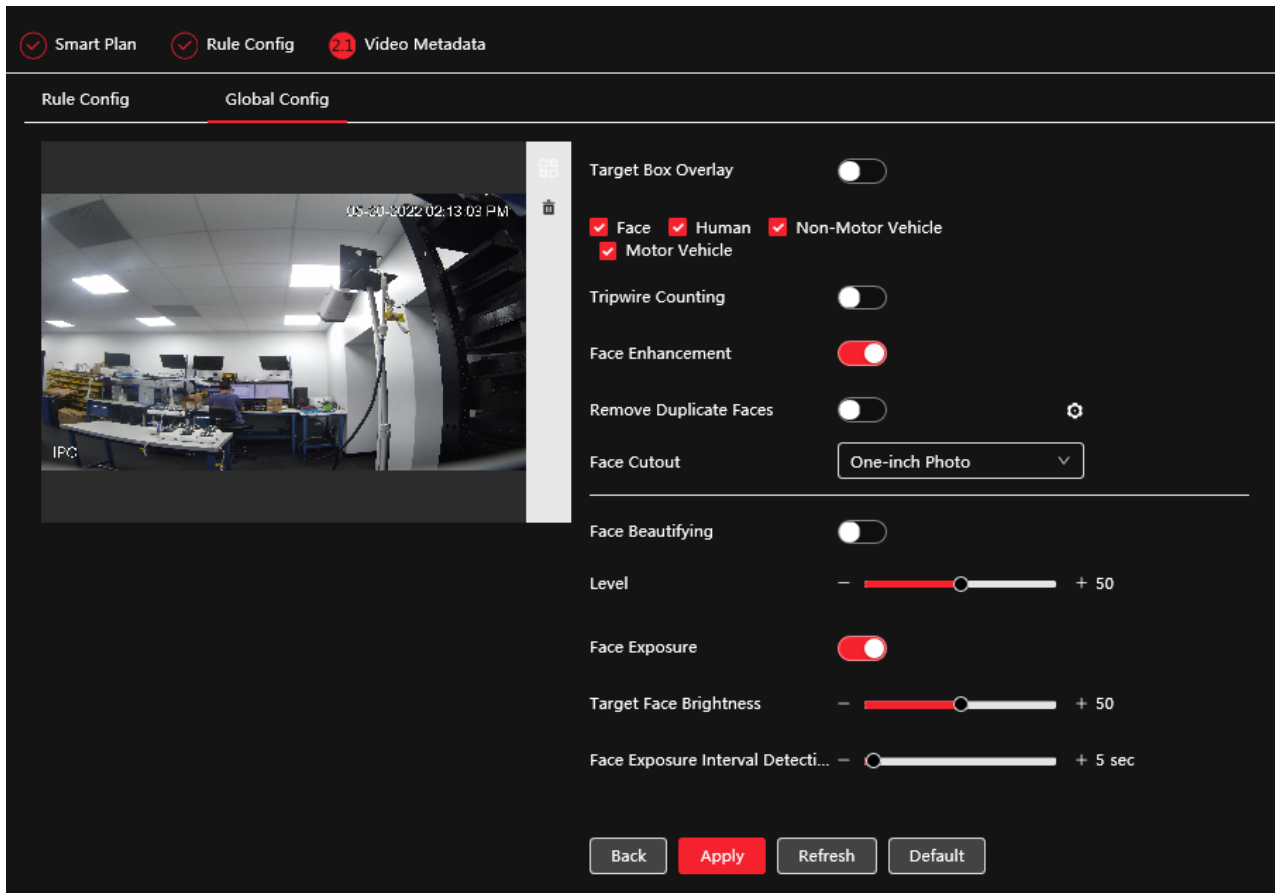 Smart Plan Rule Config 2.1 Video Metadata
Rule Config Global Config
Target Box Overlay
02:13:03 PM
Face Human Non-Motor Vehicle
Motor Vehicle
Tripwire Counting
Face Enhancement
Remove Duplicate Faces
IPC
Face Cutout One-inch Photo
Face Beautifying
Level - + 50
Face Exposure
Target Face Brightness - + 50
Face Exposure Interval Detecti... - + 5 sec
Back Apply Refresh Default